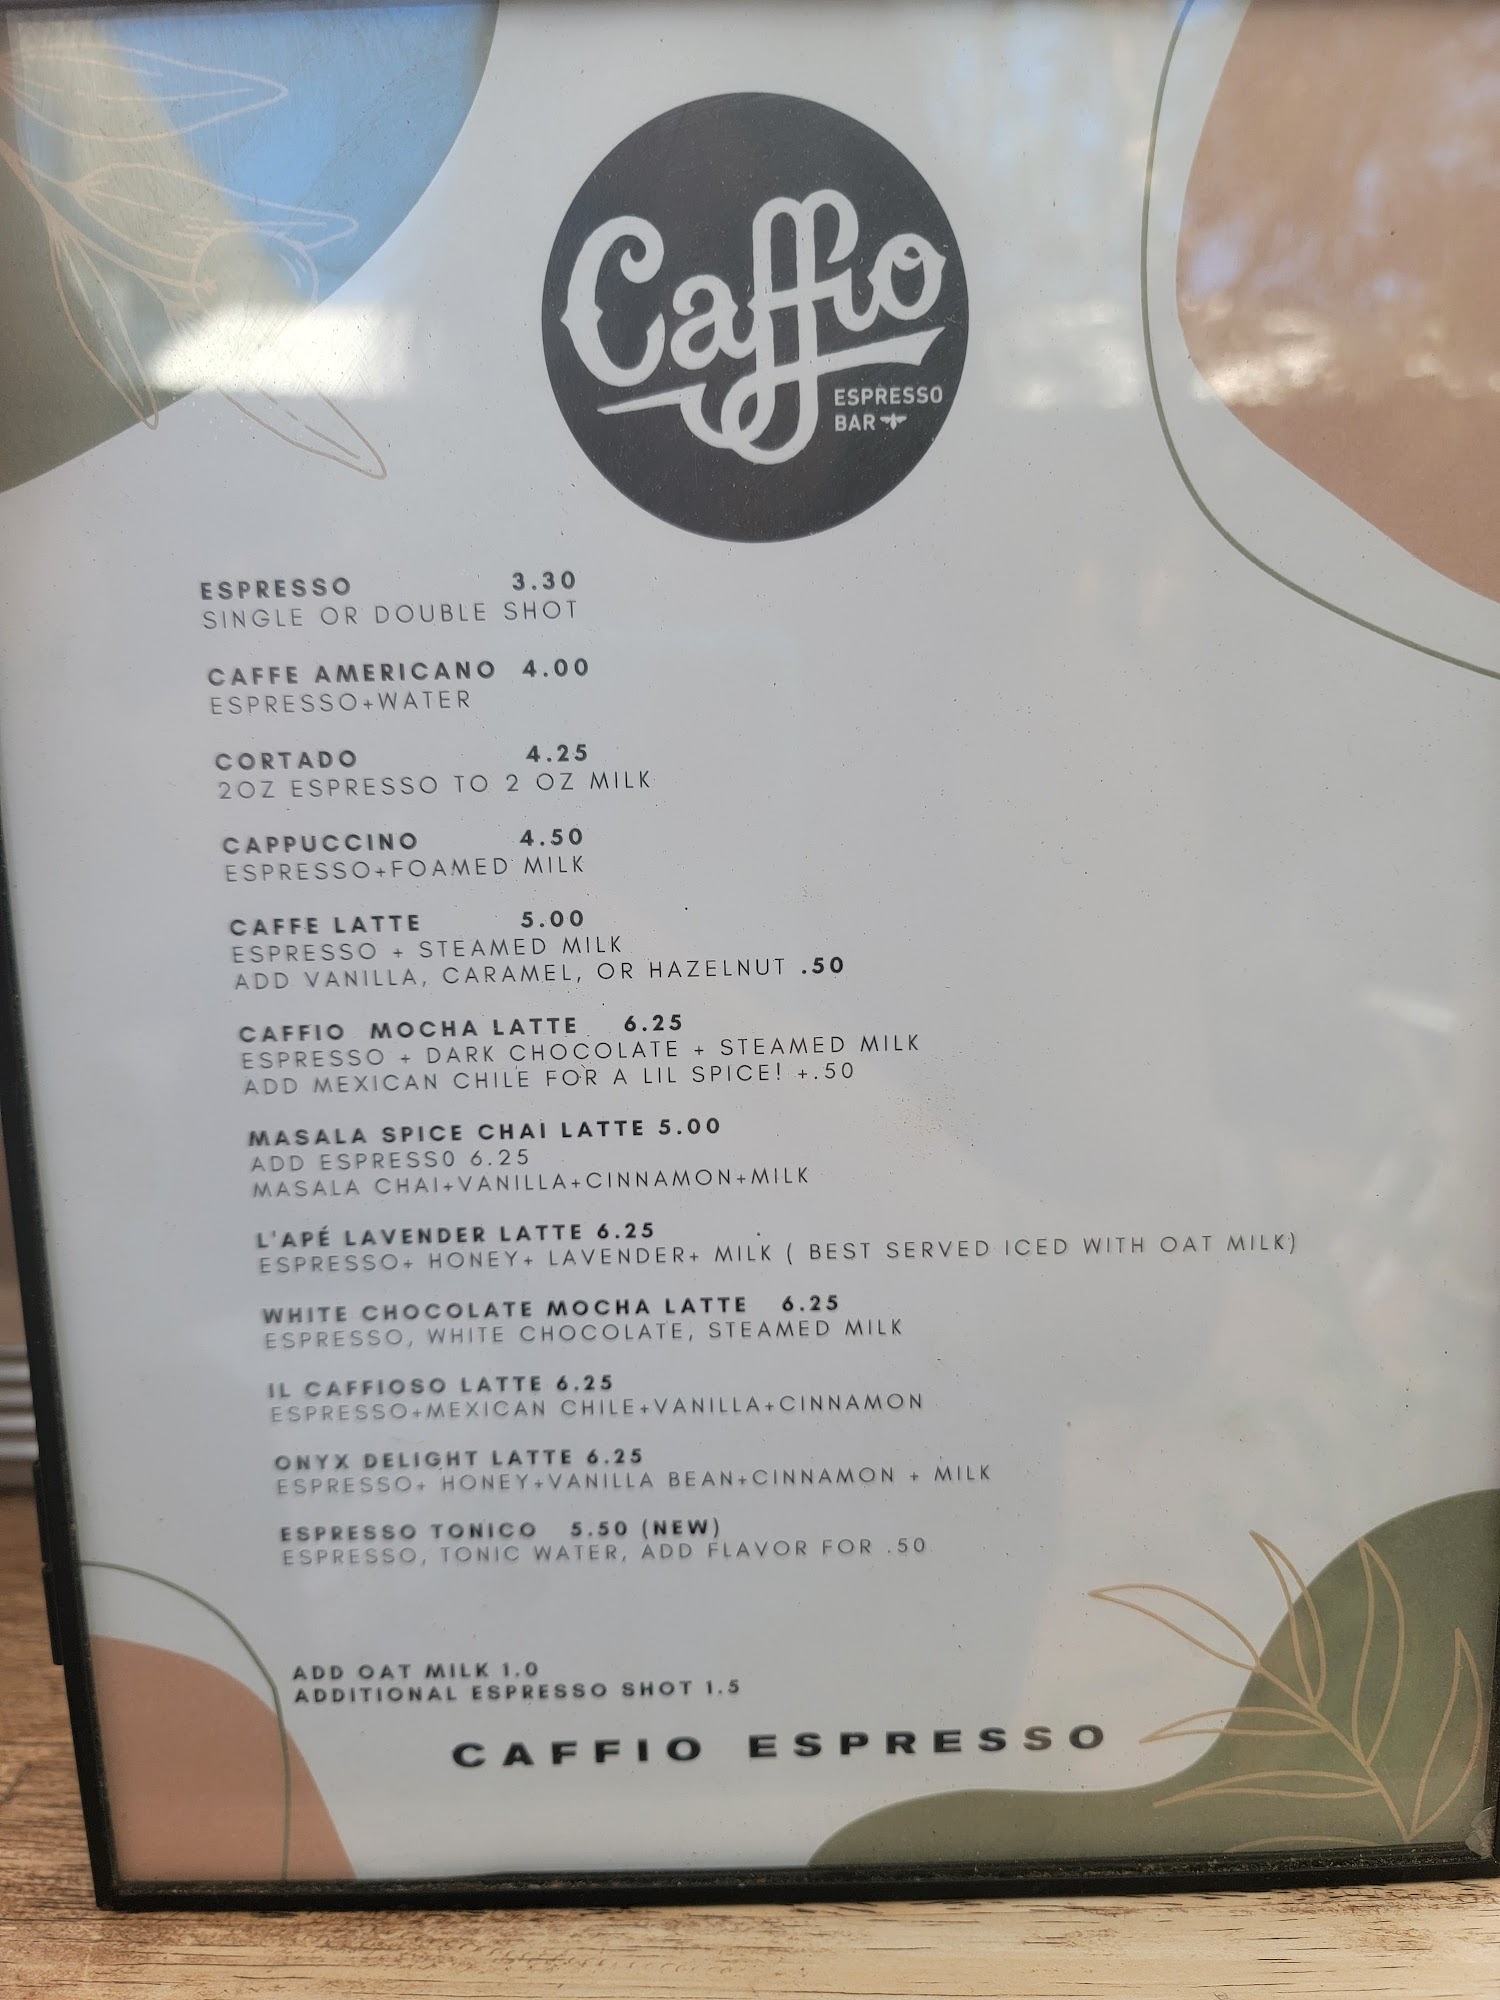 Caffio
ESPRESSO
BAR
ESPRESSO 3.30
SINGLE OR DOUBLE SHOT
CAFFE AMERICANO 4.00
ESPRESSO+WATER
CORTADO 4.25
2OZ ESPRESSO TO 2 OZ MILK
CAPPUCCINO 4.50
ESPRESSO+FOAMED MILK
CAFFE LATTE 5.00
ESPRESSO + STEAMED MILK
ADD VANILLA, CARAMEL, OR HAZELNUT .50
CAFFIO MOCHA LATTE 6.25
ESPRESSO + DARK CHOCOLATE + STEAMED MILK
ADD MEXICAN CHILE FOR A LIL SPICE! +.50
MASALA SPICE CHAI LATTE 5.00
ADD ESPRESS0 6.25
MASALA CHAI+VANILLA+CINNAMON+MILK
L'APÉ LAVENDER LATTE 6.25
ESPRESSO+ HONEY+ LAVENDER+ MILK ( BEST SERVED ICED WITH OAT MILK)
WHITE CHOCOLATE MOCHA LATTE 6.25
ESPRESSO, WHITE CHOCOLATE, STEAMED MILK
IL CAFFIOSO LATTE 6.25
ESPRESSO+MEXICAN CHILE+VANILLA+CINNAMON
ONYX DELIGHT LATTE 6.25
ESPRESSO+ HONEY+VANILLA BEAN+CINNAMON + MILK
ESPRESSO TONICO 5.50 (NEW)
ESPRESSO, TONIC WATER, ADD FLAVOR FOR .50
ADD OAT MILK 1.0
ADDITIONAL ESPRESSO SHOT 1.5
CAFFIO ESPRESSO